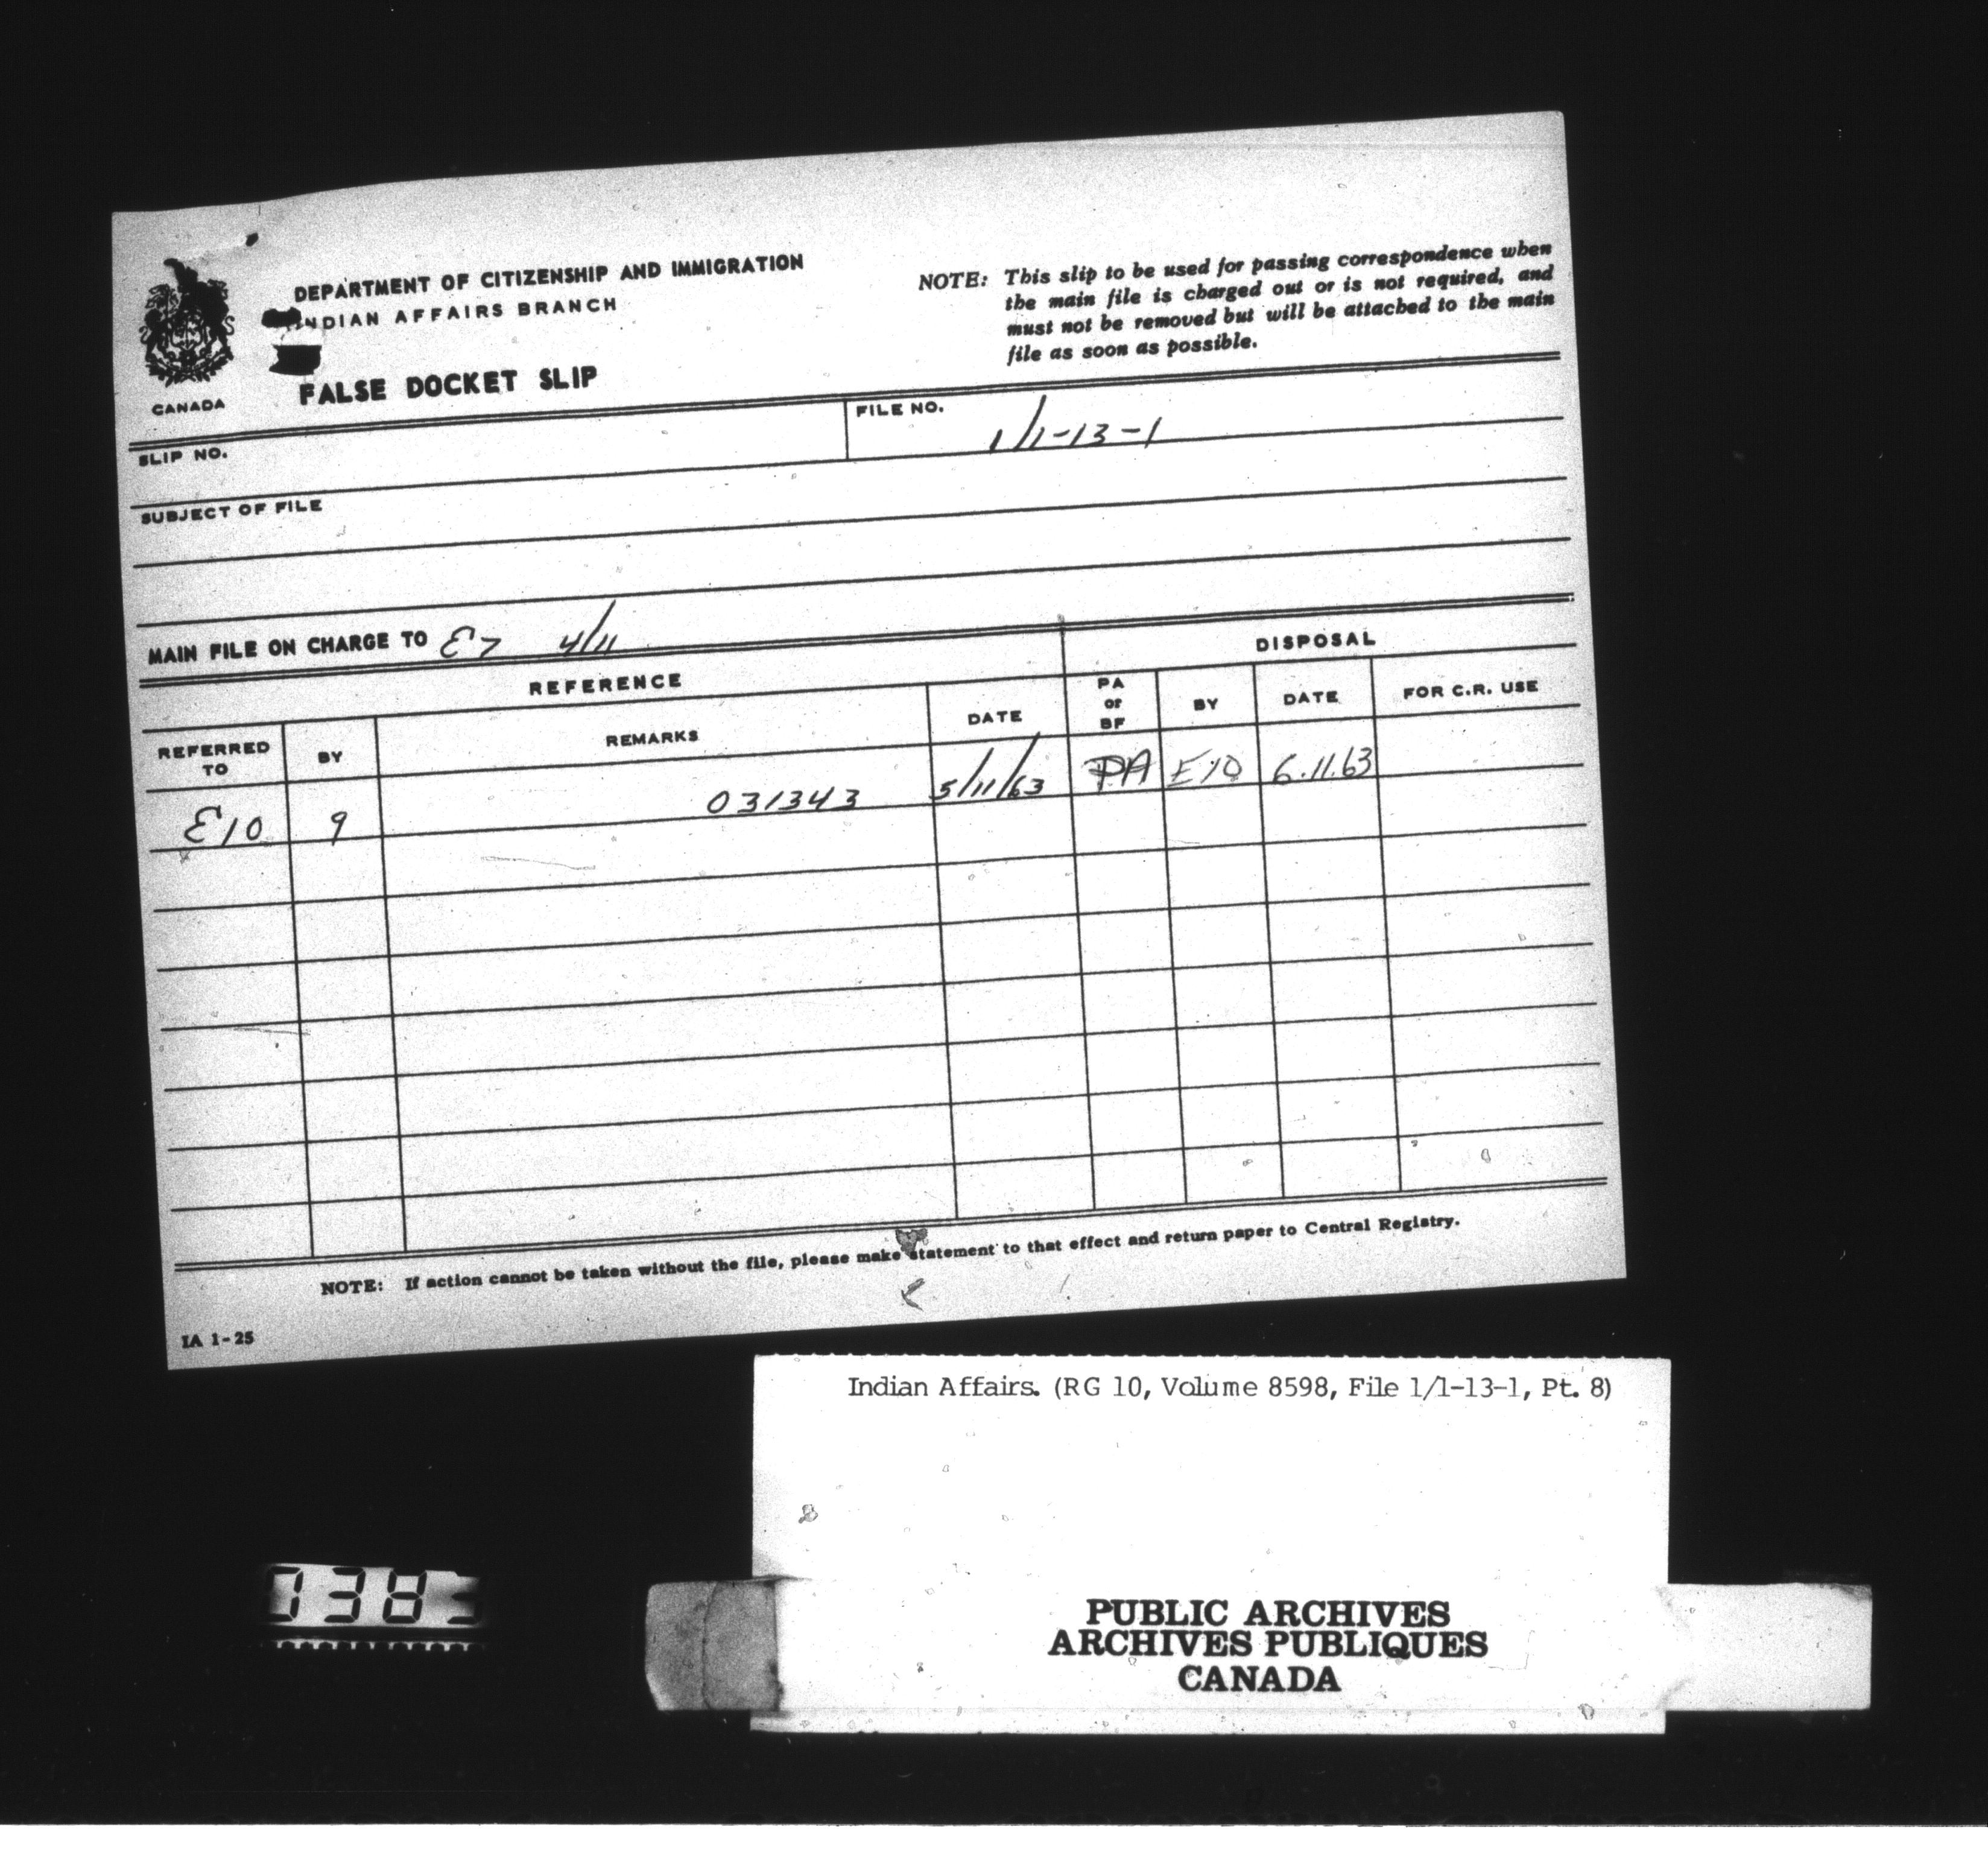 DEPARTMENT OF CITIZENSHIP AND IMMIGRATION
INDIAN AFFAIRS BRANCH
FALSE DOCKET SLIP
CANADA
NOTE: This slip to be used for passing correspondence when
the main file is charged out or is not required, and
must not be removed but will be attached to the main
file as soon as possible.
SLIP NO.
FILE NO. 1/1-13-1
SUBJECT OF FILE
MAIN FILE ON CHARGE TO E7 4/11
REFERENCE DISPOSAL
REFERRED TO BY REMARKS DATE PA or BF BY DATE FOR C.R. USE
E10 9 031343 5/11/63 PA E10 6.11.63
NOTE: If action cannot be taken without the file, please make statement to that effect and return paper to Central Registry.
IA 1-25
Indian Affairs. (RG 10, Volume 8598, File 1/1-13-1, Pt. 8)
PUBLIC ARCHIVES
ARCHIVES PUBLIQUES
CANADA